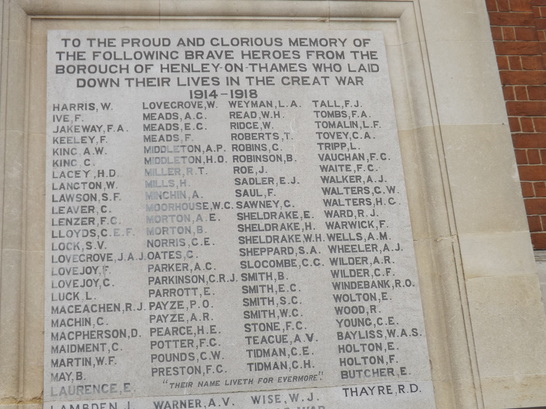 TO THE PROUD AND GLORIOUS MEMORY OF
THE FOLLOWING BRAVE HEROES FROM THE
BOROUGH OF HENLEY-ON-THAMES WHO LAID
DOWN THEIR LIVES IN THE GREAT WAR
1914-1918
HARRIS, W.
IVE, F.
JAKEWAY, F.A.
KEELEY, F.
KING, A.W.
KING, G.
LACEY, H.D.
LANGTON, W.
LAWSON, S.F.
LEAVER, C.
LENZER, F.C.
LLOYDS, C.E.F.
LOCK, S.V.
LOVEGROVE, J.A.J.
LOVEJOY, F.
LOVEJOY, C.
LUCK, L.
MACEACHEN, R.J.
MACHIN, C.
MACPHERSON, D.
MAIDMENT, C.
MARTIN, W.F.
MAY, B.
LAURENCE, E.
LAMBDEN, J.
LOVEGROVE, W.
MEADS, A.C.
MEADS, E.C.
MEADS, F.
MIDDLETON, A.P.
MIDDLETON, H.O.
MILLER, R.T.
MILLS, H.
MINCHIN, A.
MOORHOUSE, W.C.
MORTON, A.E.
MORTON, B.
NORRIS, C.E.
OATES, C.
PARKER, A.C.
PARKINSON, C.R.J.
PARROTT, E.
PAYZE, P.O.
PAYZE, A.R.
PEARCE, H.E.
POTTER, F.C.
POUNDS, C.W.
PRESTON, F.C.
WEYMAN, L.A.
READ, W.H.
RIDGE, W.
ROBERTS, T.
ROBINS, C.
ROBINSON, B.
ROE, J.
SADLER, E.J.
SAUL, F.
SAWNEY, C.
SHELDRAKE, E.
SHELDRAKE, H.
SHELDRAKE, W.H.
SHEPPARD, S.A.
SLOCOMBE, C.C.
SMITH, B.
SMITH, E.C.
SMITH, S.C.
SMITH, W.C.
STONE, F.C.
TEAGUE, A.V.
TIDMAN, C.E.
TIDMAN, C.H.
TALL, F.J.
TOMBS, F.A.
TOMALIN, L.F.
TOVEY, C.A.
TRIPP, L.
VAUGHAN, F.C.
WAITE, F.C.
WALKER, A.J.
WALTERS, C.W.
WALTERS, H.C.
WARD, R.J.
WARWICK, F.
WELLS, A.M.
WHEELER, A.J.
WILDER, A.R.
WILDER, C.F.
WINDEBANK, R.O.
WOLTON, E.
WOOD, R.
YOUNG, C.E.
BAYLISS, W.A.S.
HOLTON, E.
HOLTON, F.
BUTCHER, E.
"THEIR NAME LIVETH FOR EVERMORE."
WARNER, A.V.
WISE, W.J.
THAYRE, R.D.